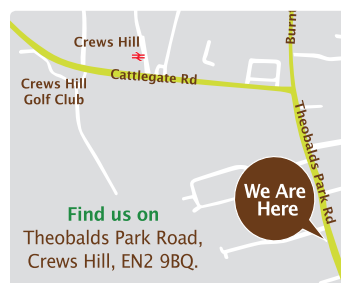 Burn
Crews Hill
Cattlegate Rd
Crews Hill
Golf Club
Theobalds Park Rd
We Are
Here
Find us on
Theobalds Park Road,
Crews Hill, EN2 9BQ.